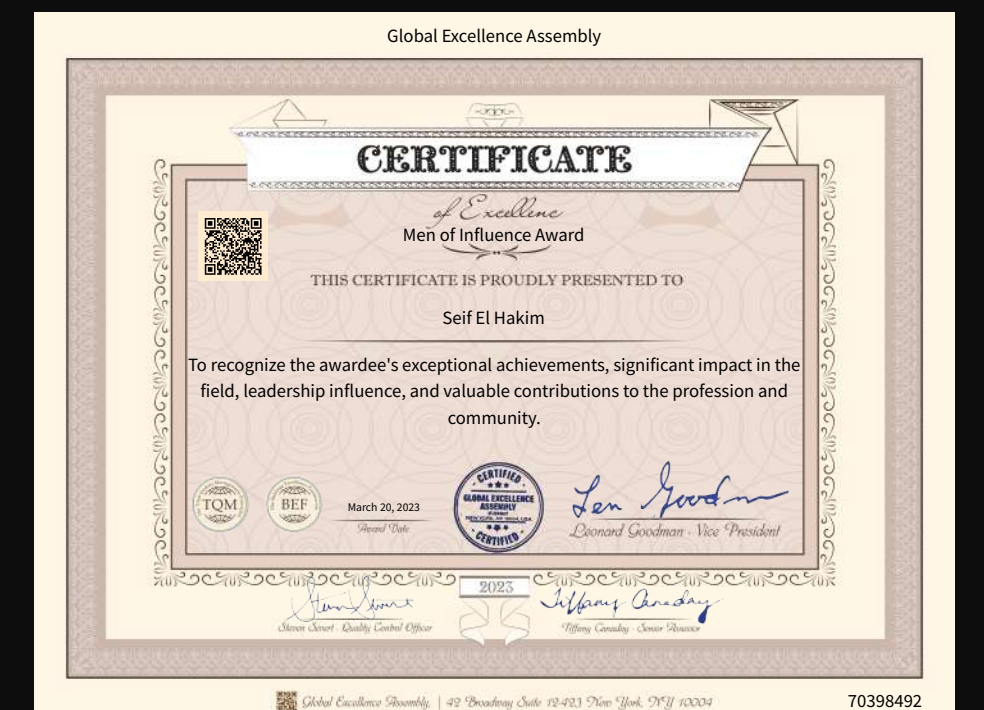 Global Excellence Assembly
CERTIFICATE
of Excellenc
Men of Influence Award
THIS CERTIFICATE IS PROUDLY PRESENTED TO
Seif El Hakim
To recognize the awardee's exceptional achievements, significant impact in the
field, leadership influence, and valuable contributions to the profession and
community.
TQM
BEF
March 20, 2023
Award Date
CERTIFIED
GLOBAL EXCELLENCE
ASSEMBLY
CERTIFIED
Len Goodm
Leonard Goodman - Vice President
2023
Tiffany Canaday
Quality Control Officer
Tiffany Canaday - Senior Assessor
Global Excellence Assembly | 42 Broadway Suite 12-423 New York, NY 10004
70398492